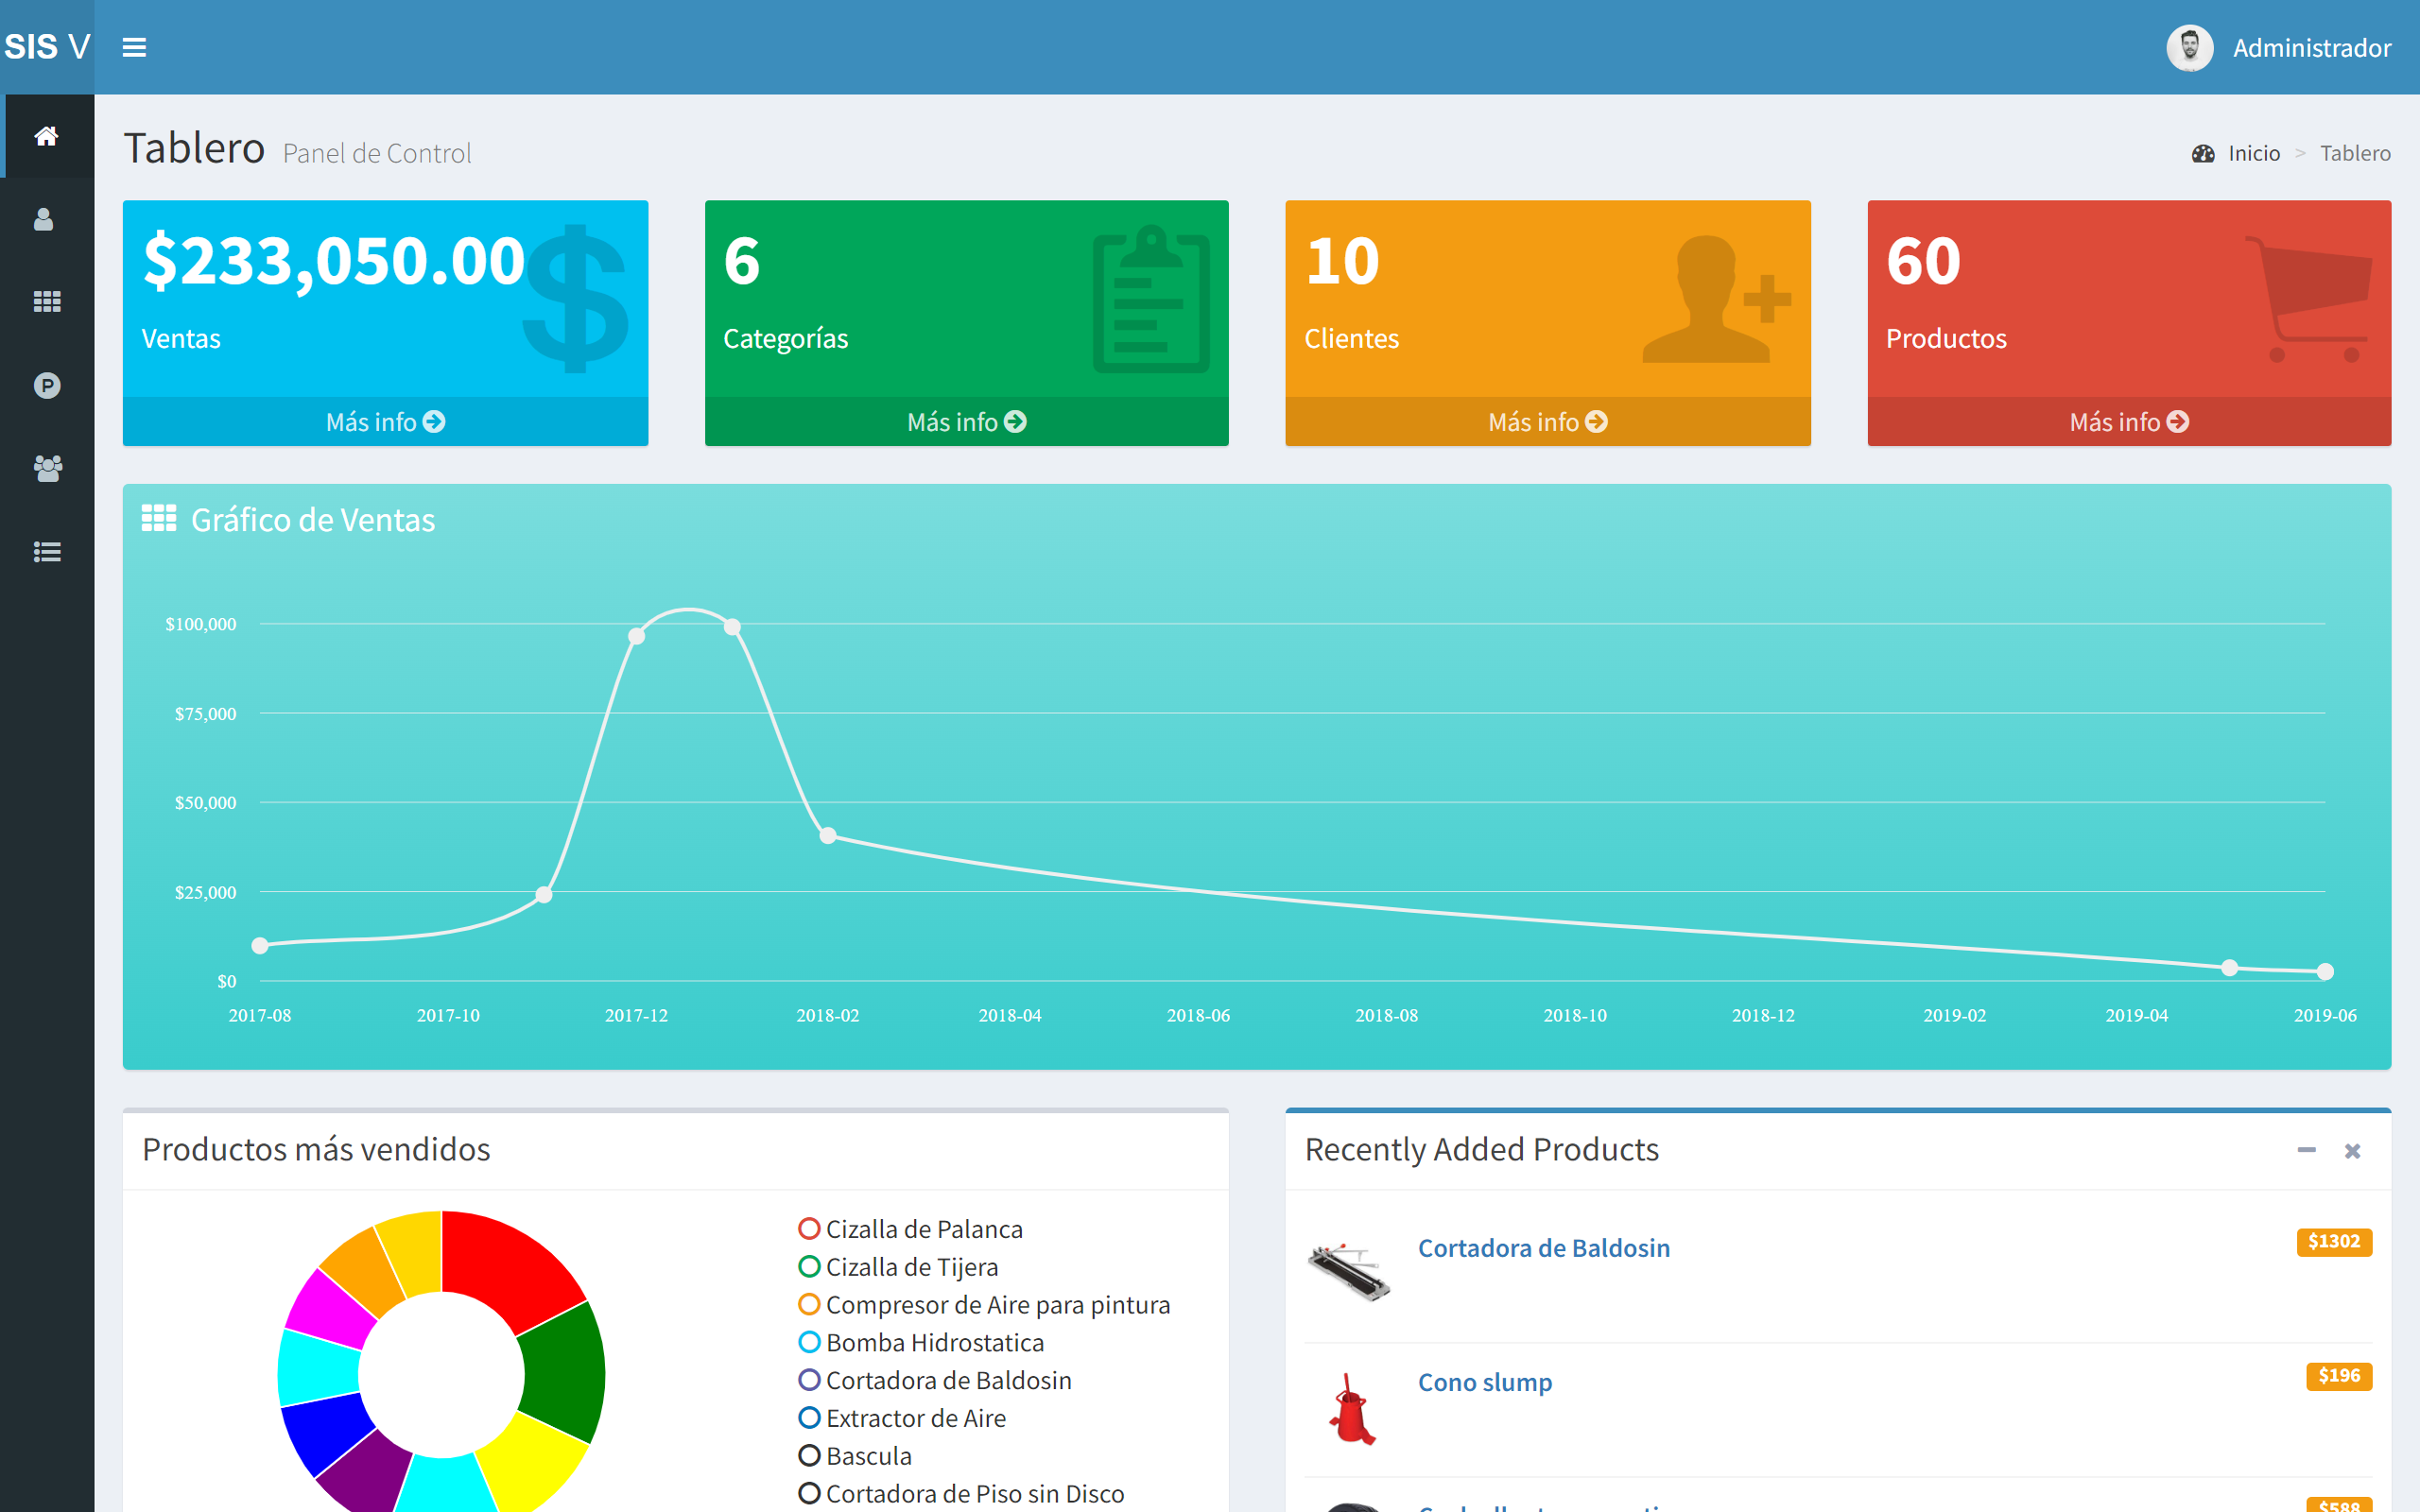 SIS V
Administrador
Tablero Panel de Control
Inicio > Tablero
$233,050.00
Ventas
Más info
6
Categorías
Más info
10
Clientes
Más info
60
Productos
Más info
Gráfico de Ventas
$100,000
$75,000
$50,000
$25,000
$0
2017-08 2017-10 2017-12 2018-02 2018-04 2018-06 2018-08 2018-10 2018-12 2019-02 2019-04 2019-06
Productos más vendidos
Cizalla de Palanca
Cizalla de Tijera
Compresor de Aire para pintura
Bomba Hidrostatica
Cortadora de Baldosin
Extractor de Aire
Bascula
Cortadora de Piso sin Disco
Recently Added Products
Cortadora de Baldosin
$1302
Cono slump
$196
$588